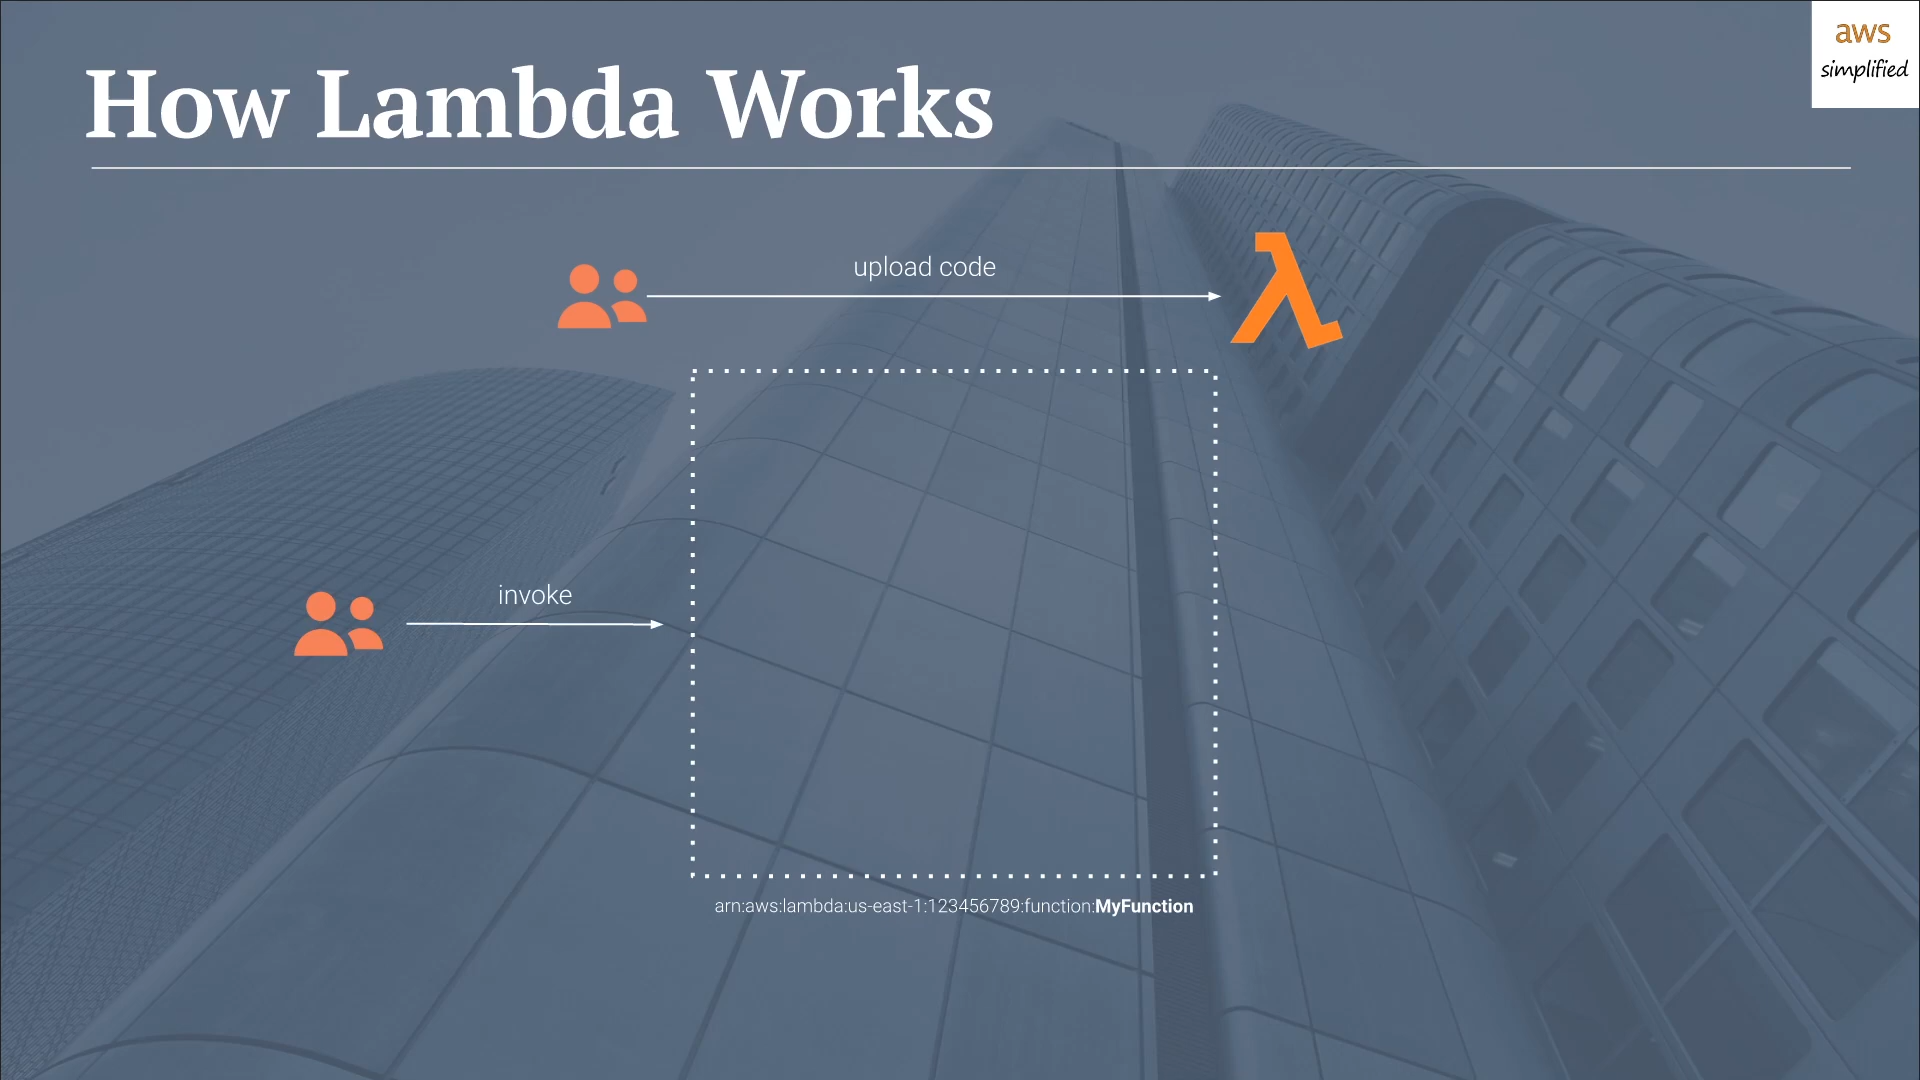 How Lambda Works
aws
simplified
upload code
invoke
arn:aws:lambda:us-east-1:123456789:function:MyFunction